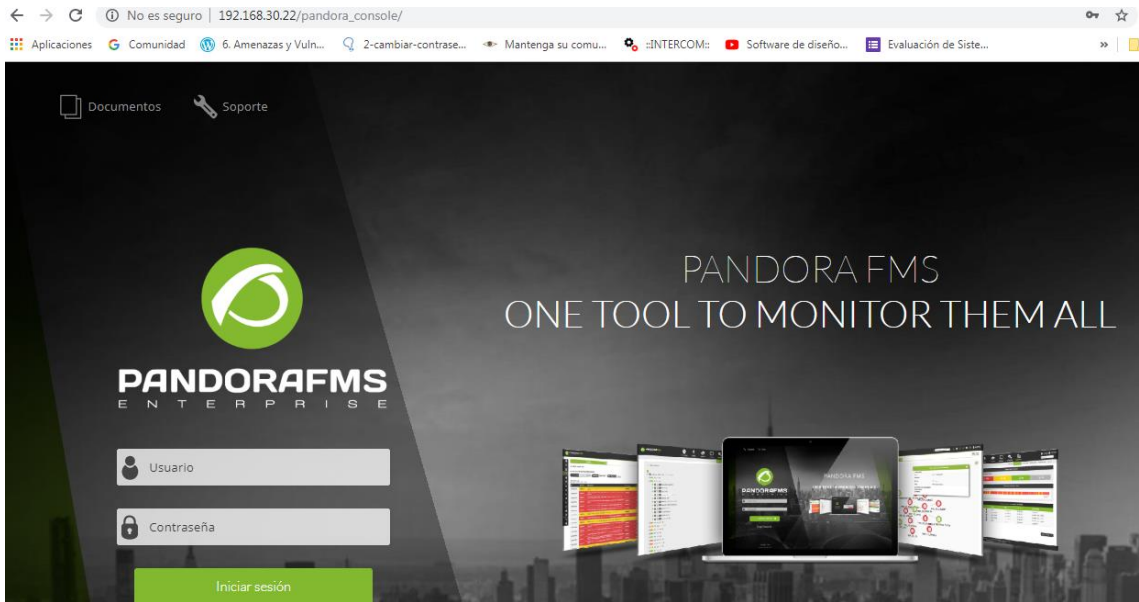 No es seguro | 192.168.30.22/pandora_console/
Aplicaciones Comunidad 6. Amenazas y Vuln... 2-cambiar-contrase... Mantenga su comu... ::INTERCOM:: Software de diseño... Evaluación de Siste... »
Documentos Soporte
PANDORA FMS
ONE TOOL TO MONITOR THEM ALL
PANDORAFMS
ENTERPRISE
Usuario
Contraseña
Iniciar sesión